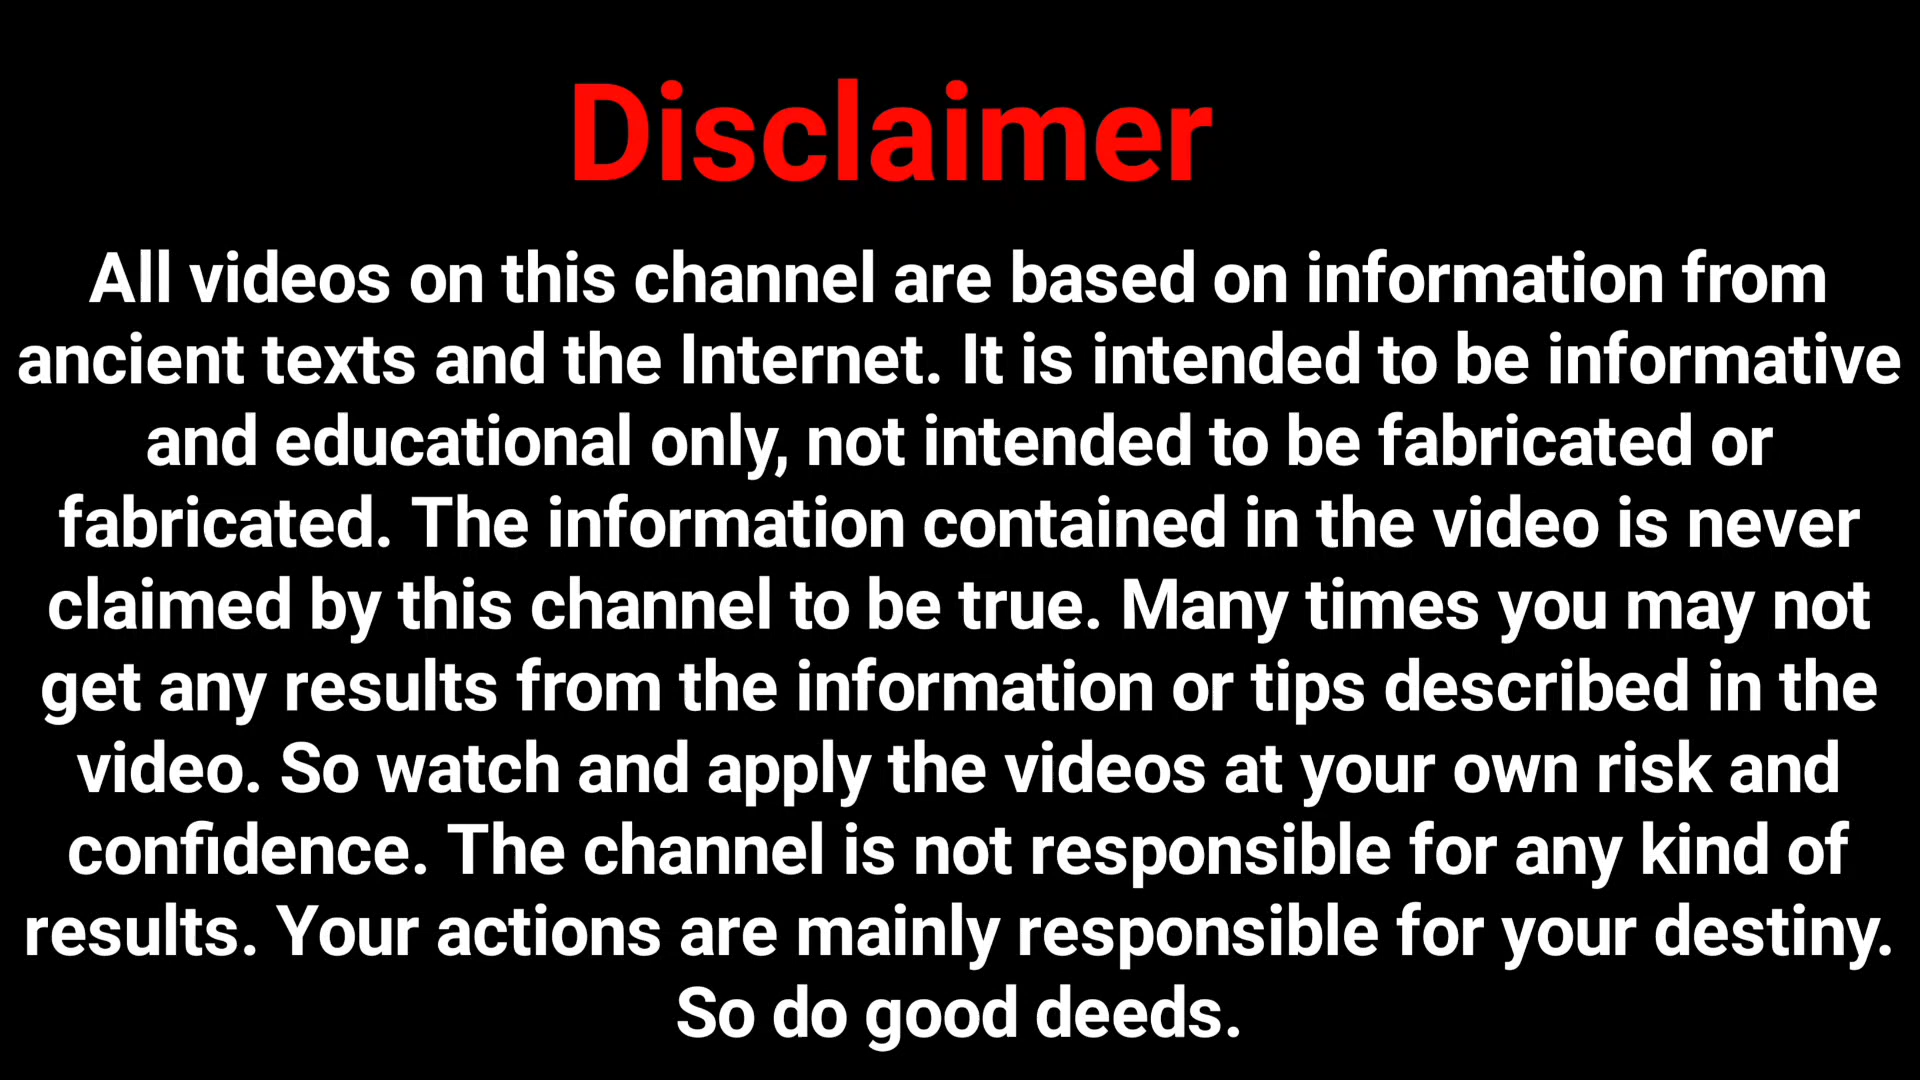 Disclaimer
All videos on this channel are based on information from
ancient texts and the Internet. It is intended to be informative
and educational only, not intended to be fabricated or
fabricated. The information contained in the video is never
claimed by this channel to be true. Many times you may not
get any results from the information or tips described in the
video. So watch and apply the videos at your own risk and
confidence. The channel is not responsible for any kind of
results. Your actions are mainly responsible for your destiny.
So do good deeds.